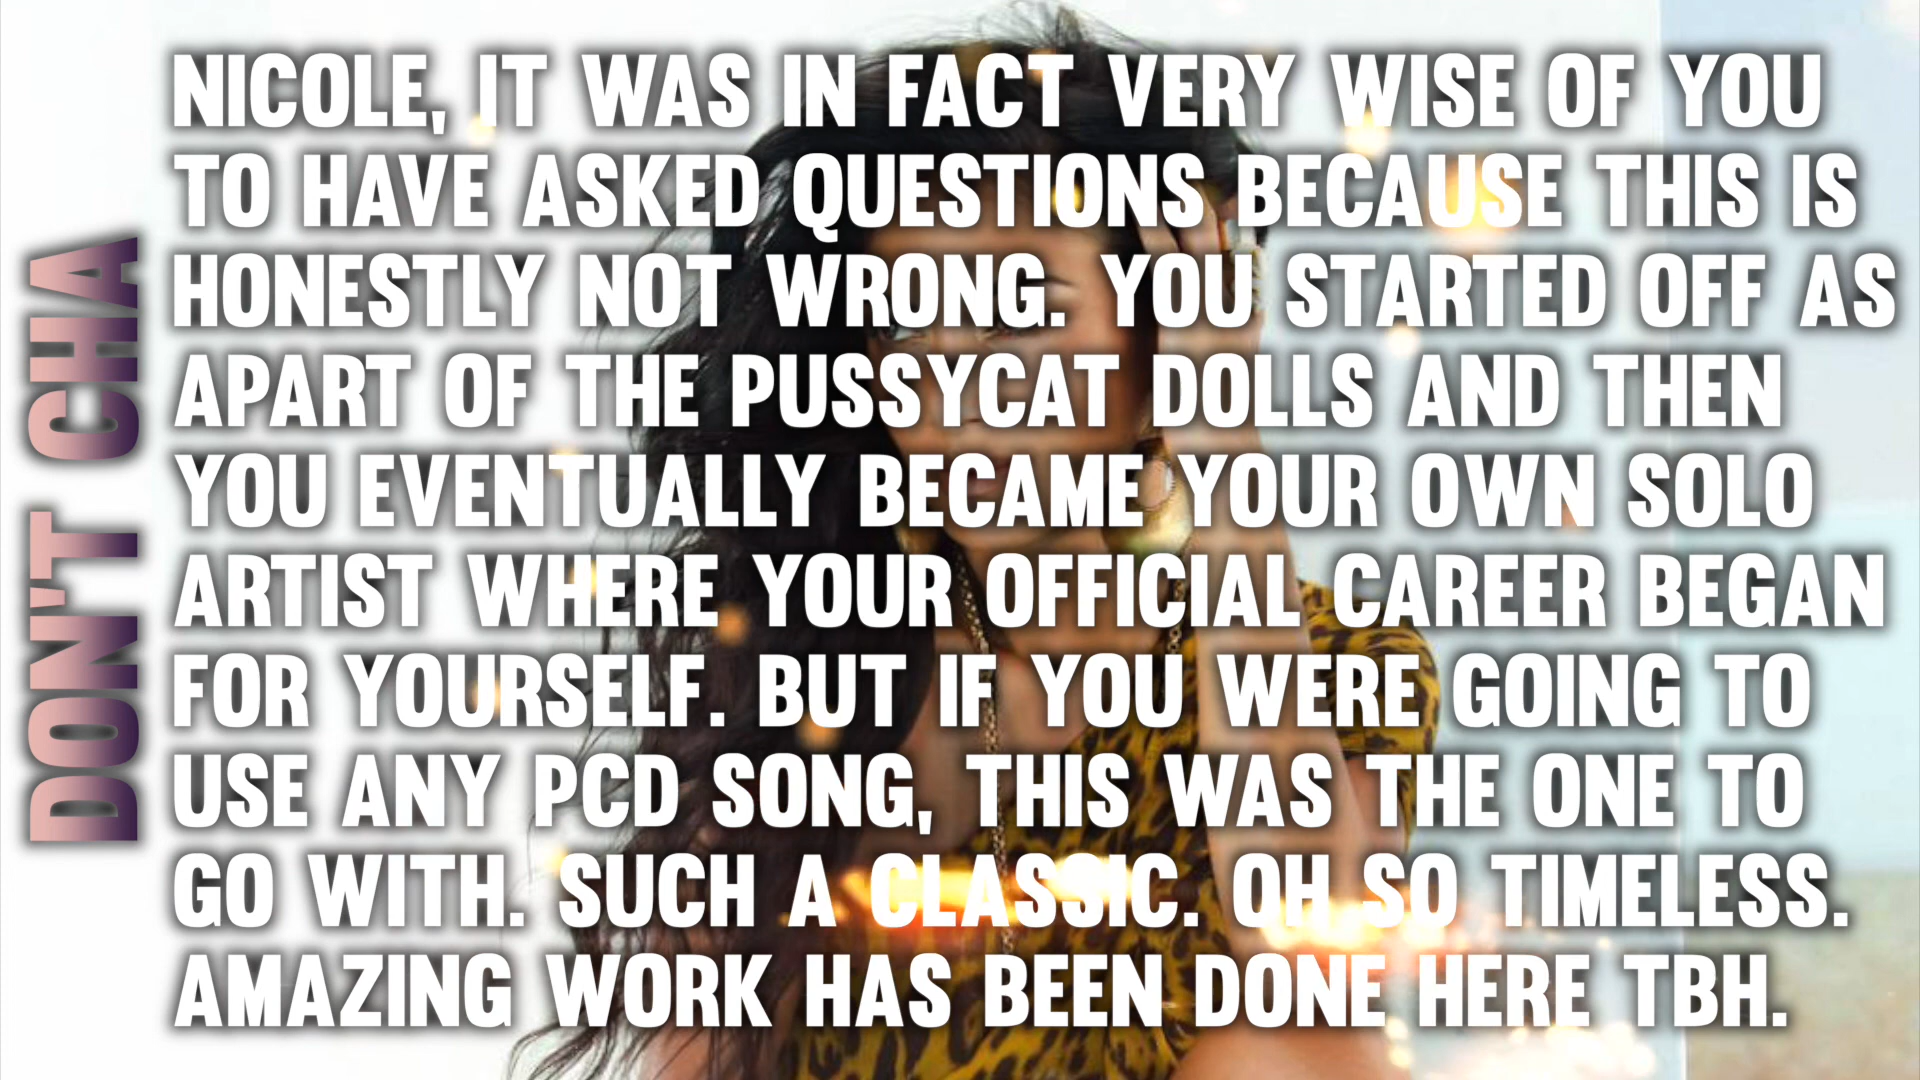 DON'T CHA
NICOLE, IT WAS IN FACT VERY WISE OF YOU
TO HAVE ASKED QUESTIONS BECAUSE THIS IS
HONESTLY NOT WRONG. YOU STARTED OFF AS
APART OF THE PUSSYCAT DOLLS AND THEN
YOU EVENTUALLY BECAME YOUR OWN SOLO
ARTIST WHERE YOUR OFFICIAL CAREER BEGAN
FOR YOURSELF. BUT IF YOU WERE GOING TO
USE ANY PCD SONG, THIS WAS THE ONE TO
GO WITH. SUCH A CLASSIC. OH SO TIMELESS.
AMAZING WORK HAS BEEN DONE HERE TBH.